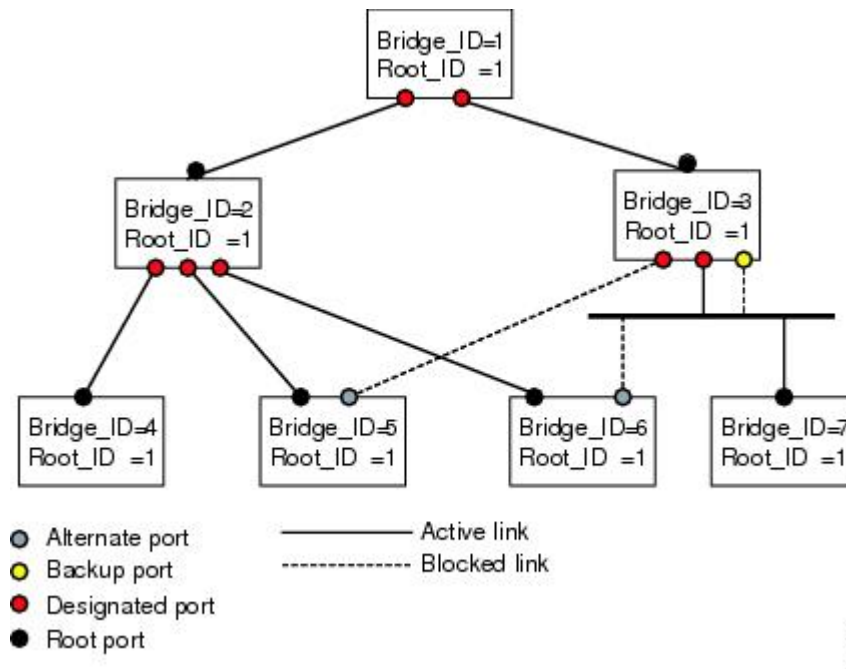 Bridge_ID=1
Root_ID =1
Bridge_ID=2
Root_ID =1
Bridge_ID=3
Root_ID =1
Bridge_ID=4
Root_ID =1
Bridge_ID=5
Root_ID =1
Bridge_ID=6
Root_ID =1
Bridge_ID=7
Root_ID =1
Alternate port
Backup port
Designated port
Root port
Active link
Blocked link